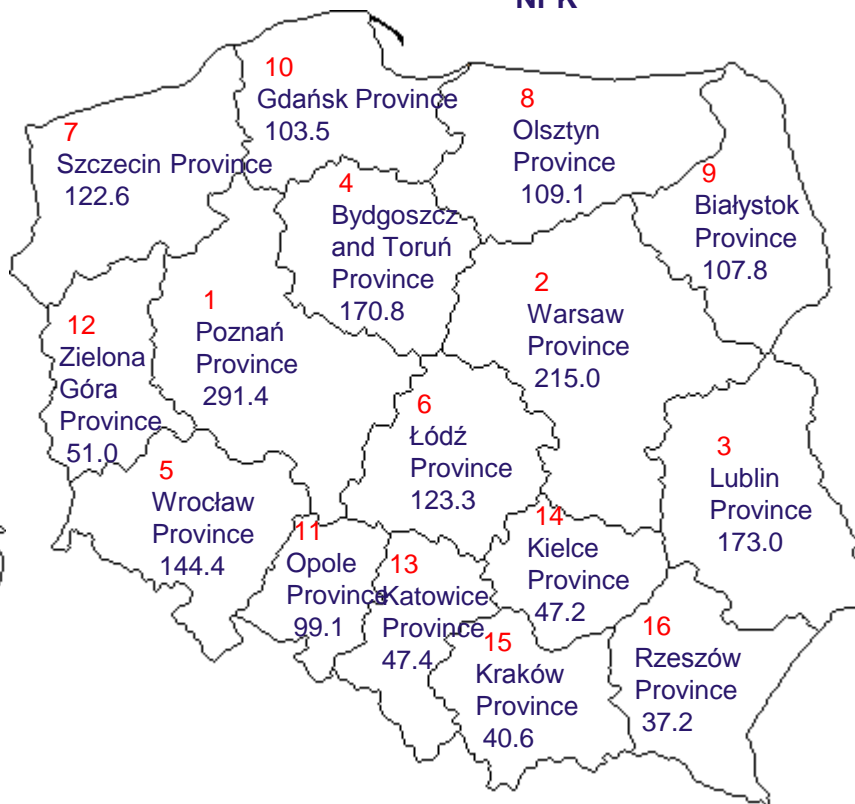 NPK
10
Gdańsk Province
103.5
7
Szczecin Province
122.6
8
Olsztyn
Province
109.1
4
Bydgoszcz
and Toruń
Province
170.8
9
Białystok
Province
107.8
12
Zielona
Góra
Province
51.0
1
Poznań
Province
291.4
2
Warsaw
Province
215.0
6
Łódź
Province
123.3
3
Lublin
Province
173.0
5
Wrocław
Province
144.4
11
Opole
Province
99.1
13
Katowice
Province
47.4
14
Kielce
Province
47.2
15
Kraków
Province
40.6
16
Rzeszów
Province
37.2